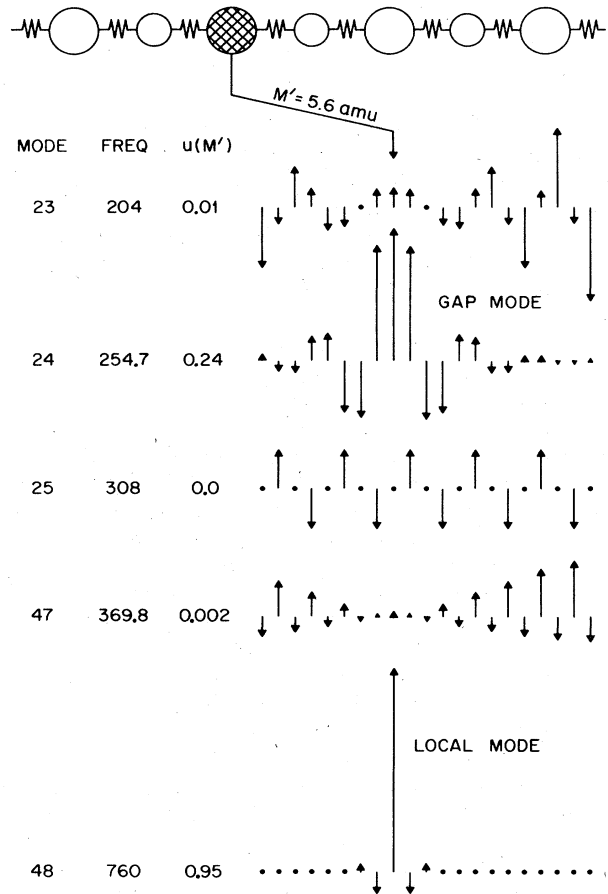 M' = 5.6 amu
MODE FREQ u(M')
23 204 0.01
GAP MODE
24 254.7 0.24
25 308 0.0
47 369.8 0.002
LOCAL MODE
48 760 0.95